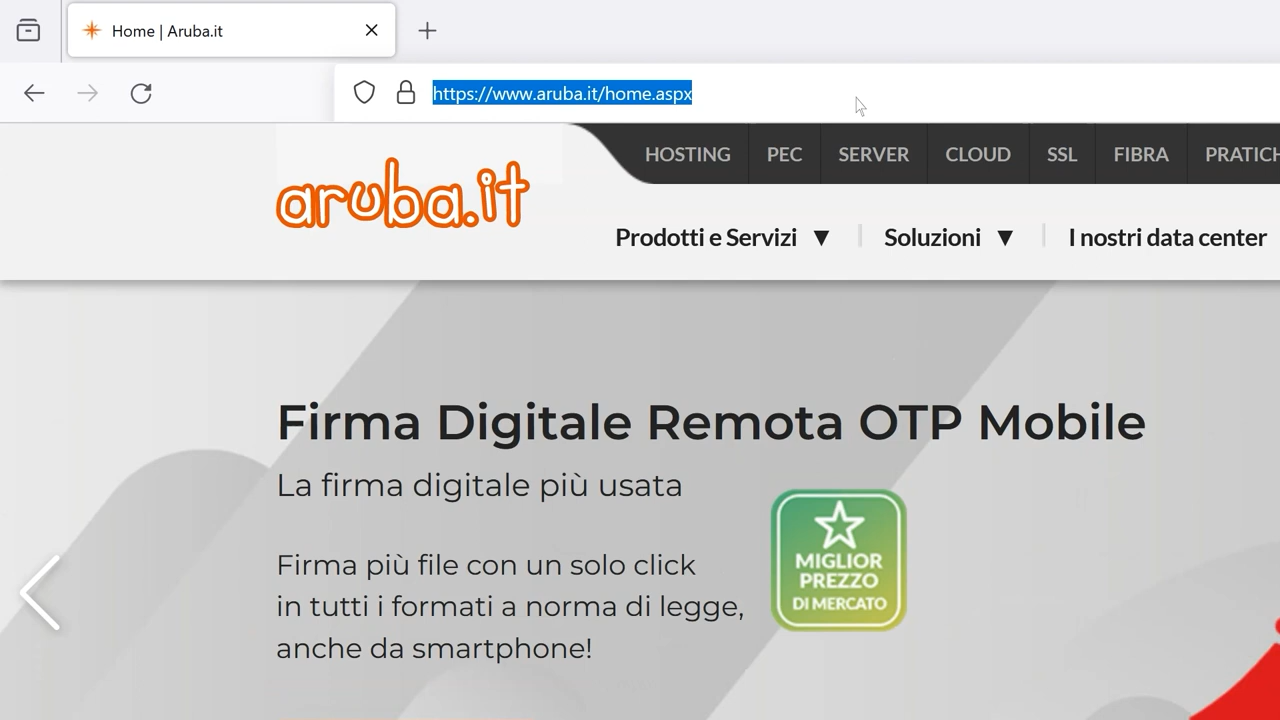 Home | Aruba.it
https://www.aruba.it/home.aspx
aruba.it
HOSTING PEC SERVER CLOUD SSL FIBRA
Prodotti e Servizi ▼ Soluzioni ▼ I nostri data center
Firma Digitale Remota OTP Mobile
La firma digitale più usata
Firma più file con un solo click
in tutti i formati a norma di legge,
anche da smartphone!
MIGLIOR
PREZZO
DI MERCATO